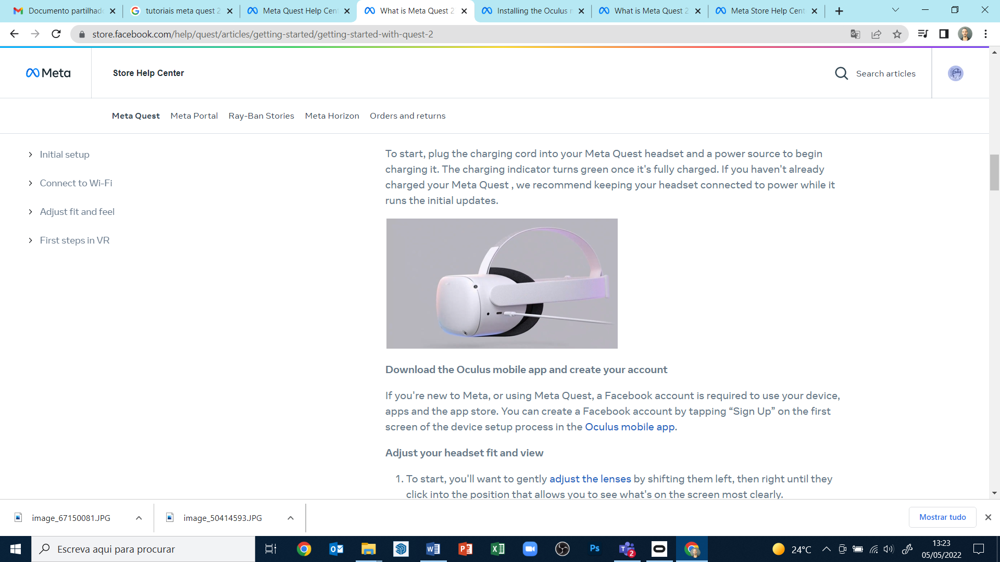 Documento partilhad
tutoriais meta quest 2
Meta Quest Help Cent
What is Meta Quest 2
Installing the Oculus m
What is Meta Quest 2
Meta Store Help Cent
store.facebook.com/help/quest/articles/getting-started/getting-started-with-quest-2
Meta
Store Help Center
Search articles
Meta Quest Meta Portal Ray-Ban Stories Meta Horizon Orders and returns
Initial setup
Connect to Wi-Fi
Adjust fit and feel
First steps in VR
To start, plug the charging cord into your Meta Quest headset and a power source to begin
charging it. The charging indicator turns green once it's fully charged. If you haven't already
charged your Meta Quest , we recommend keeping your headset connected to power while it
runs the initial updates.
Download the Oculus mobile app and create your account
If you're new to Meta, or using Meta Quest, a Facebook account is required to use your device,
apps and the app store. You can create a Facebook account by tapping “Sign Up” on the first
screen of the device setup process in the Oculus mobile app.
Adjust your headset fit and view
1. To start, you'll want to gently adjust the lenses by shifting them left, then right until they
click into the position that allows you to see what's on the screen most clearly.
image_67150081.JPG
image_50414593.JPG
Mostrar tudo
Escreva aqui para procurar
Ps
2
24°C
13:23
05/05/2022